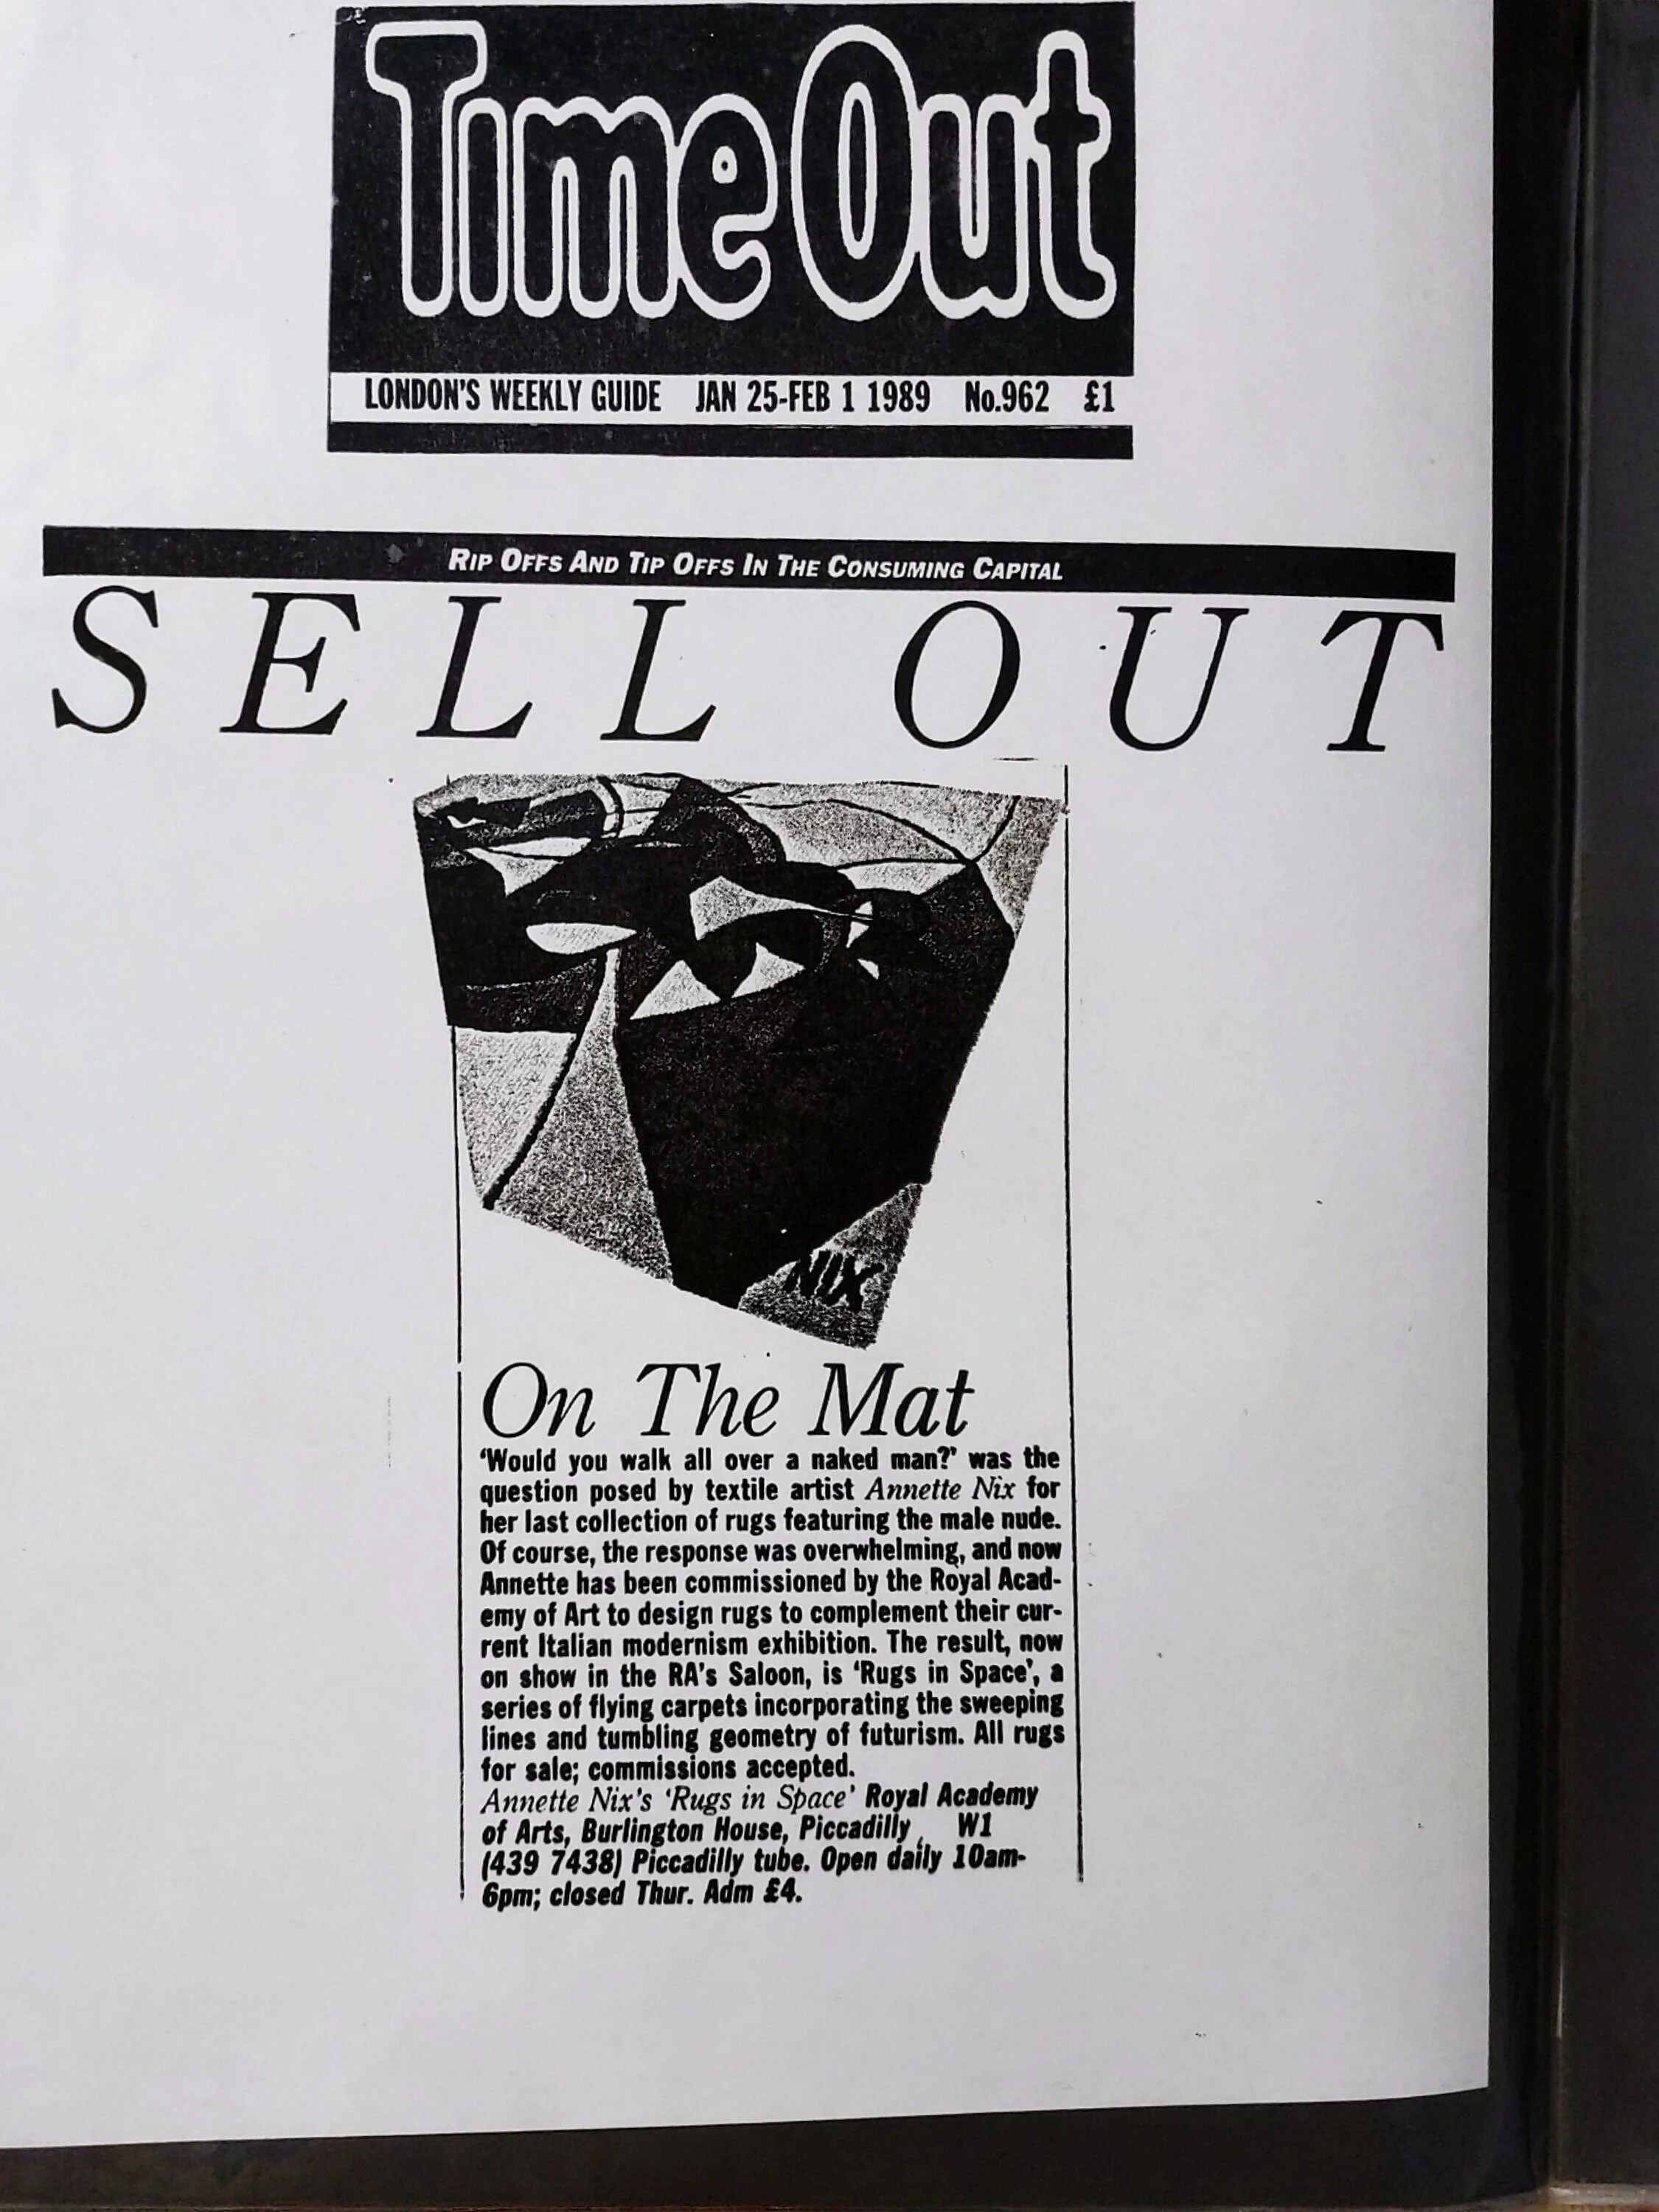 Time Out
LONDON'S WEEKLY GUIDE JAN 25-FEB 1 1989 No.962 £1
RIP OFFS AND TIP OFFS IN THE CONSUMING CAPITAL
SELL OUT
NIX
On The Mat
‘Would you walk all over a naked man?’ was the
question posed by textile artist Annette Nix for
her last collection of rugs featuring the male nude.
Of course, the response was overwhelming, and now
Annette has been commissioned by the Royal Acad-
emy of Art to design rugs to complement their cur-
rent Italian modernism exhibition. The result, now
on show in the RA's Saloon, is ‘Rugs in Space’, a
series of flying carpets incorporating the sweeping
lines and tumbling geometry of futurism. All rugs
for sale; commissions accepted.
Annette Nix's ‘Rugs in Space’ Royal Academy
of Arts, Burlington House, Piccadilly, W1
(439 7438) Piccadilly tube. Open daily 10am-
6pm; closed Thur. Adm £4.